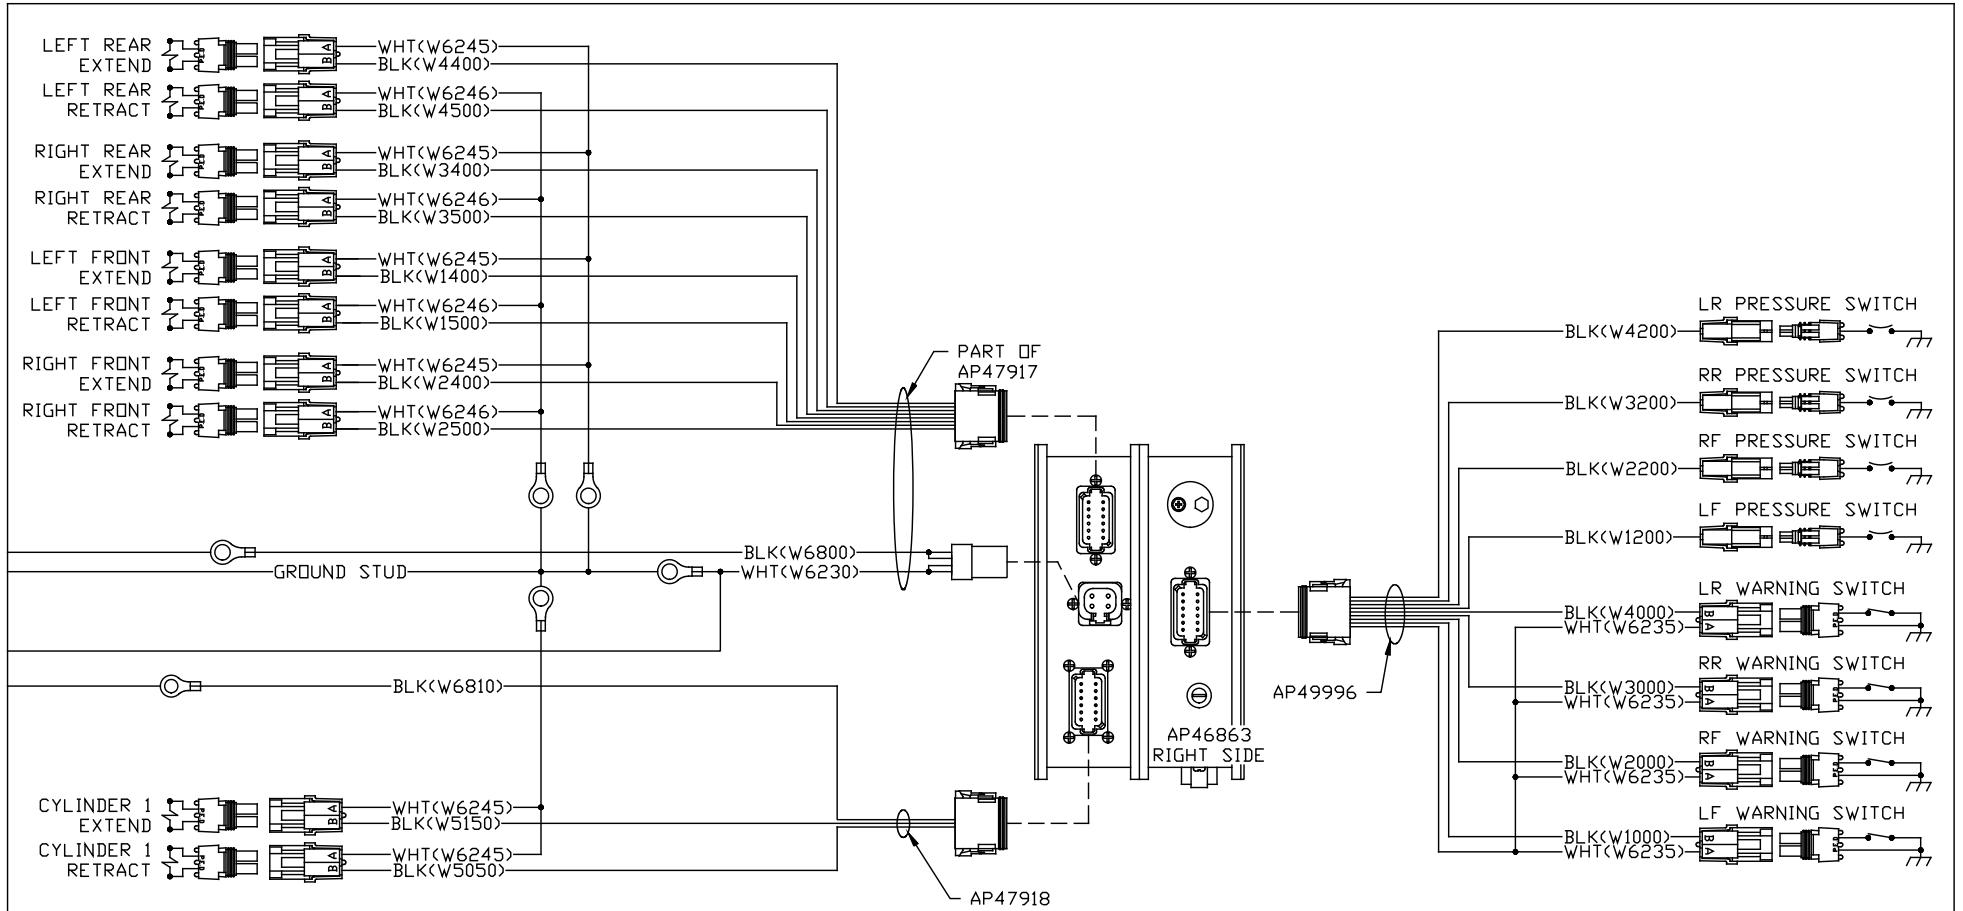 LEFT REAR
EXTEND
WHT(W6245)
BLK(W4400)
LEFT REAR
RETRACT
WHT(W6246)
BLK(W4500)
RIGHT REAR
EXTEND
WHT(W6245)
BLK(W3400)
RIGHT REAR
RETRACT
WHT(W6246)
BLK(W3500)
LEFT FRONT
EXTEND
WHT(W6245)
BLK(W1400)
LEFT FRONT
RETRACT
WHT(W6246)
BLK(W1500)
RIGHT FRONT
EXTEND
WHT(W6245)
BLK(W2400)
RIGHT FRONT
RETRACT
WHT(W6246)
BLK(W2500)
PART OF
AP47917
BLK(W6800)
GROUND STUD
WHT(W6230)
BLK(W6810)
CYLINDER 1
EXTEND
WHT(W6245)
BLK(W5150)
CYLINDER 1
RETRACT
WHT(W6245)
BLK(W5050)
AP47918
AP46863
RIGHT SIDE
AP49996
LR PRESSURE SWITCH
BLK(W4200)
RR PRESSURE SWITCH
BLK(W3200)
RF PRESSURE SWITCH
BLK(W2200)
LF PRESSURE SWITCH
BLK(W1200)
LR WARNING SWITCH
BLK(W4000)
WHT(W6235)
RR WARNING SWITCH
BLK(W3000)
WHT(W6235)
RF WARNING SWITCH
BLK(W2000)
WHT(W6235)
LF WARNING SWITCH
BLK(W1000)
WHT(W6235)